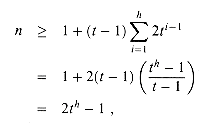 n ≥ 1 + (t − 1) ∑_{i=1}^{h} 2t^{i−1}
= 1 + 2(t − 1) ( (t^h − 1) / (t − 1) )
= 2t^h − 1 ,